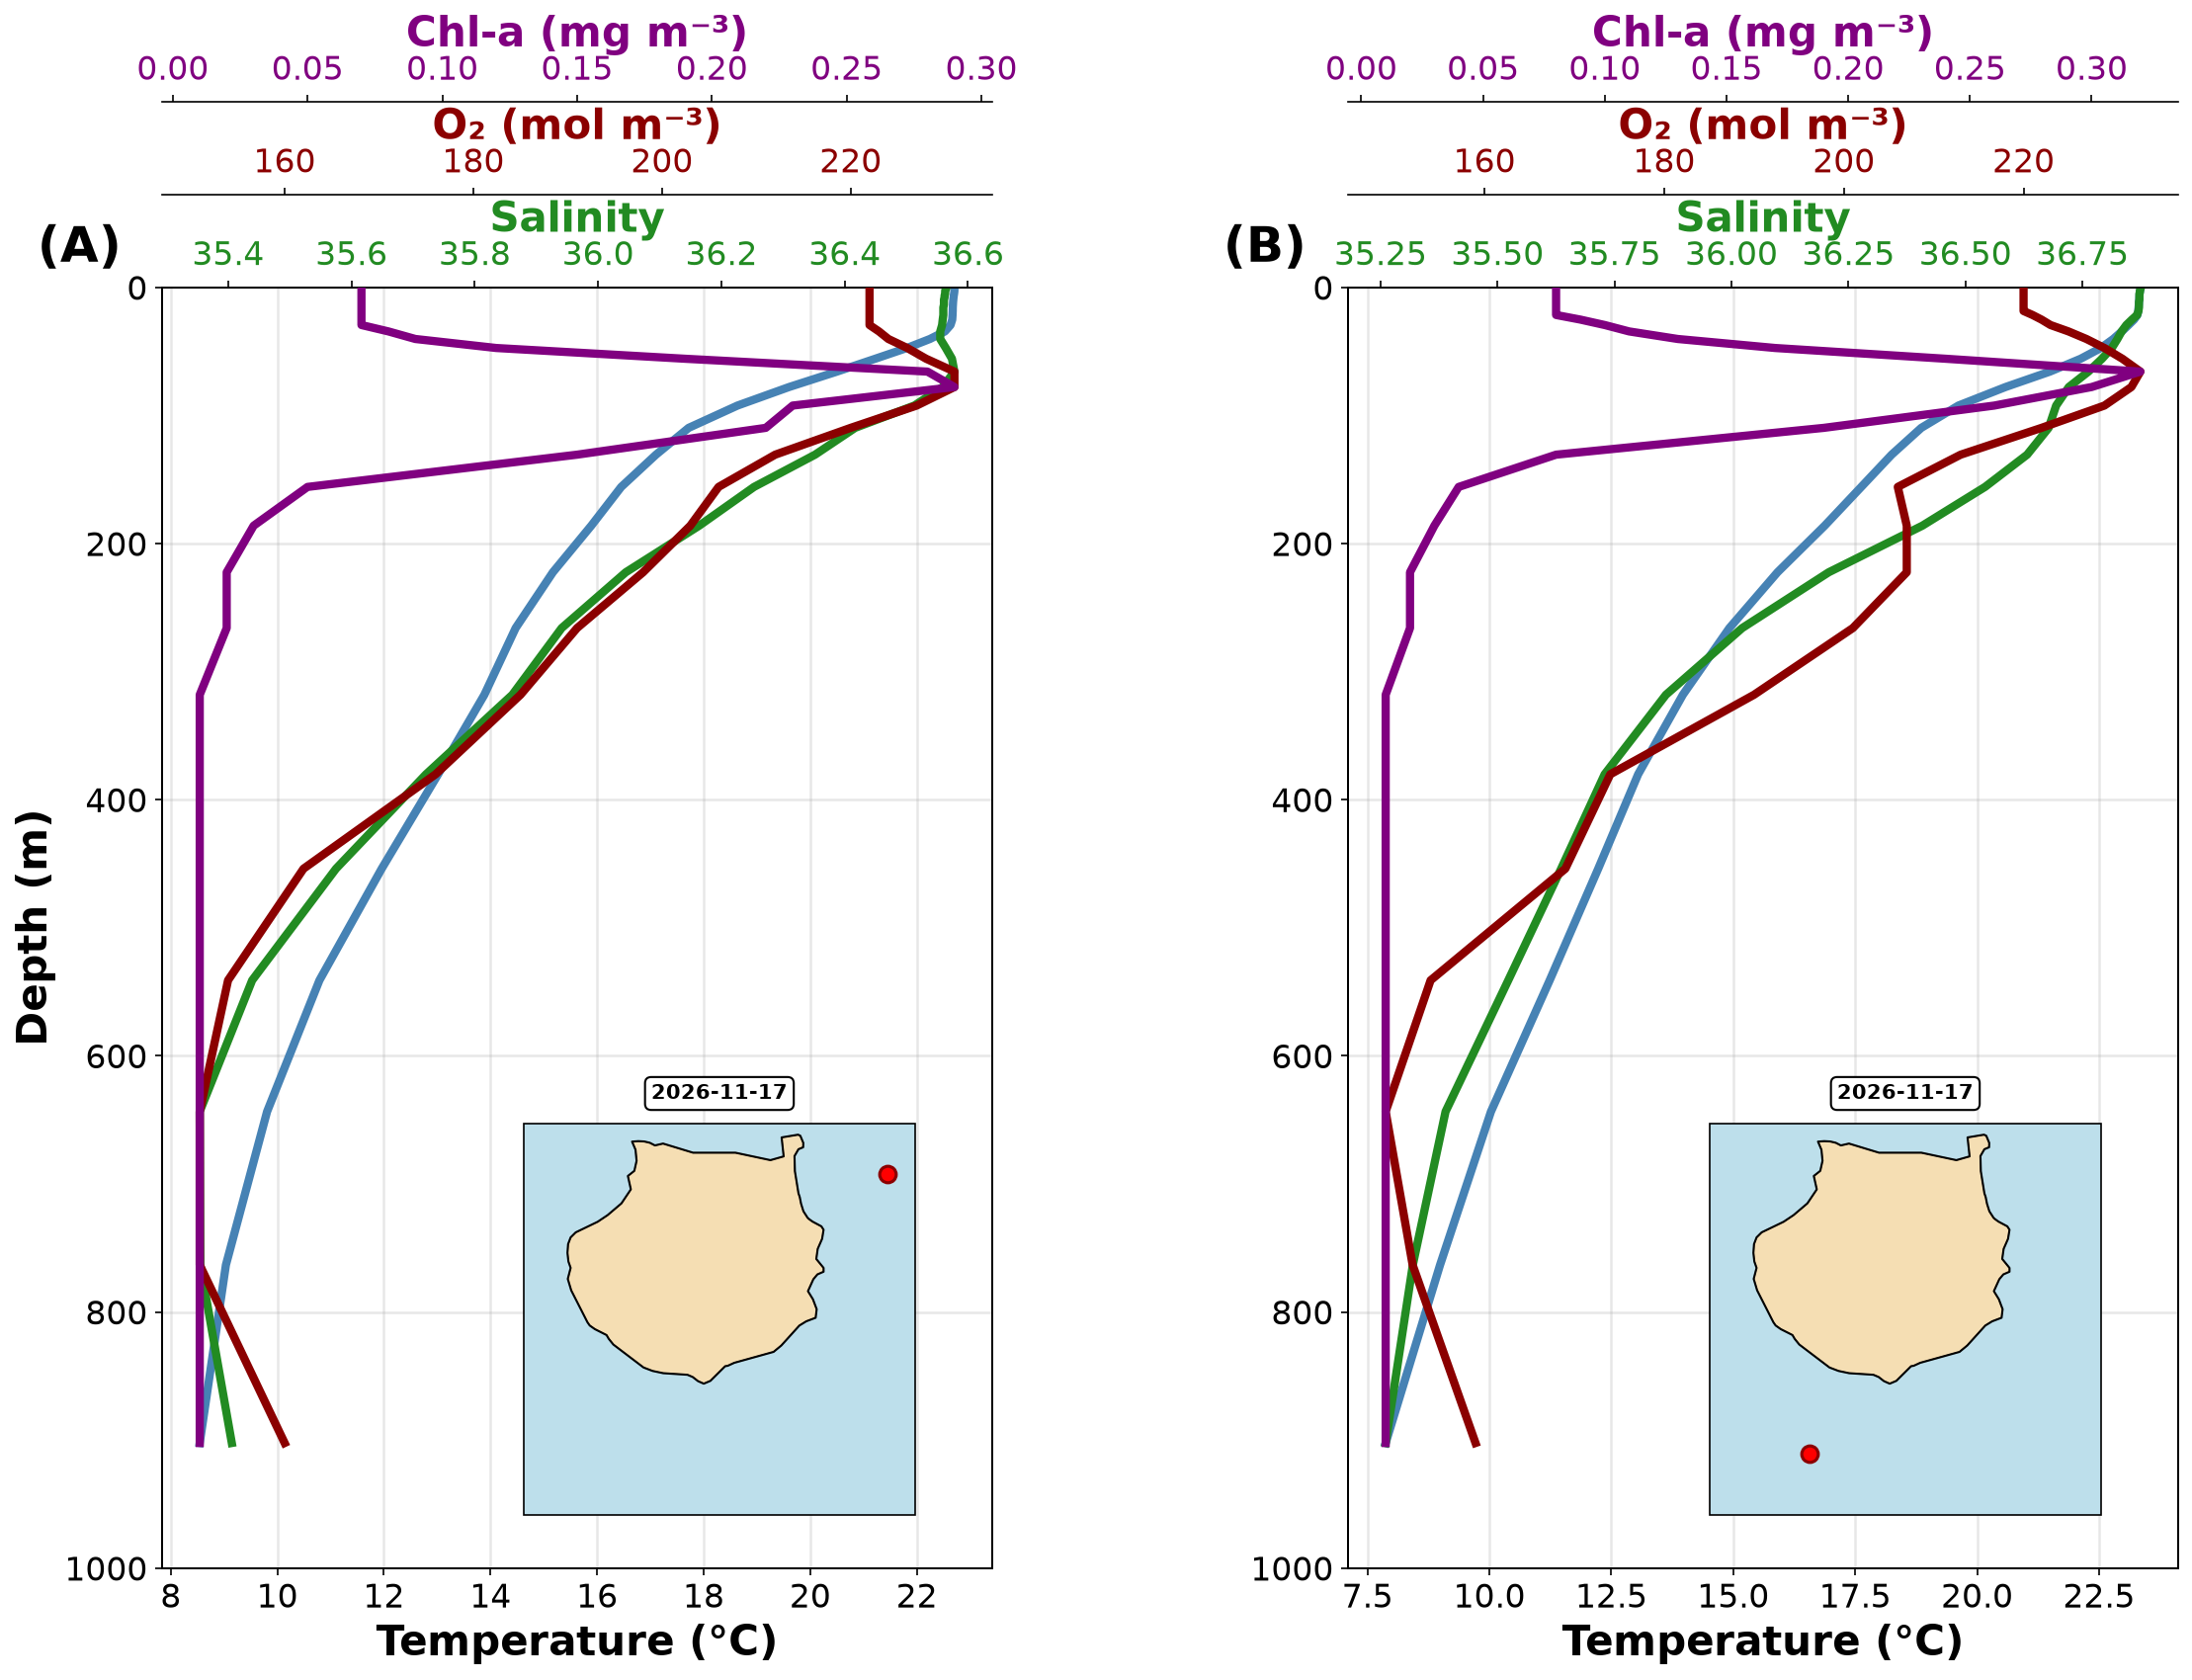 Chl-a (mg m⁻³)
0.00 0.05 0.10 0.15 0.20 0.25 0.30
O₂ (mol m⁻³)
160 180 200 220
Salinity
(A)
35.4 35.6 35.8 36.0 36.2 36.4 36.6
0
200
400
600
800
1000
Depth (m)
2026-11-17
8 10 12 14 16 18 20 22
Temperature (°C)
Chl-a (mg m⁻³)
0.00 0.05 0.10 0.15 0.20 0.25 0.30
O₂ (mol m⁻³)
160 180 200 220
Salinity
(B)
35.25 35.50 35.75 36.00 36.25 36.50 36.75
0
200
400
600
800
1000
2026-11-17
7.5 10.0 12.5 15.0 17.5 20.0 22.5
Temperature (°C)